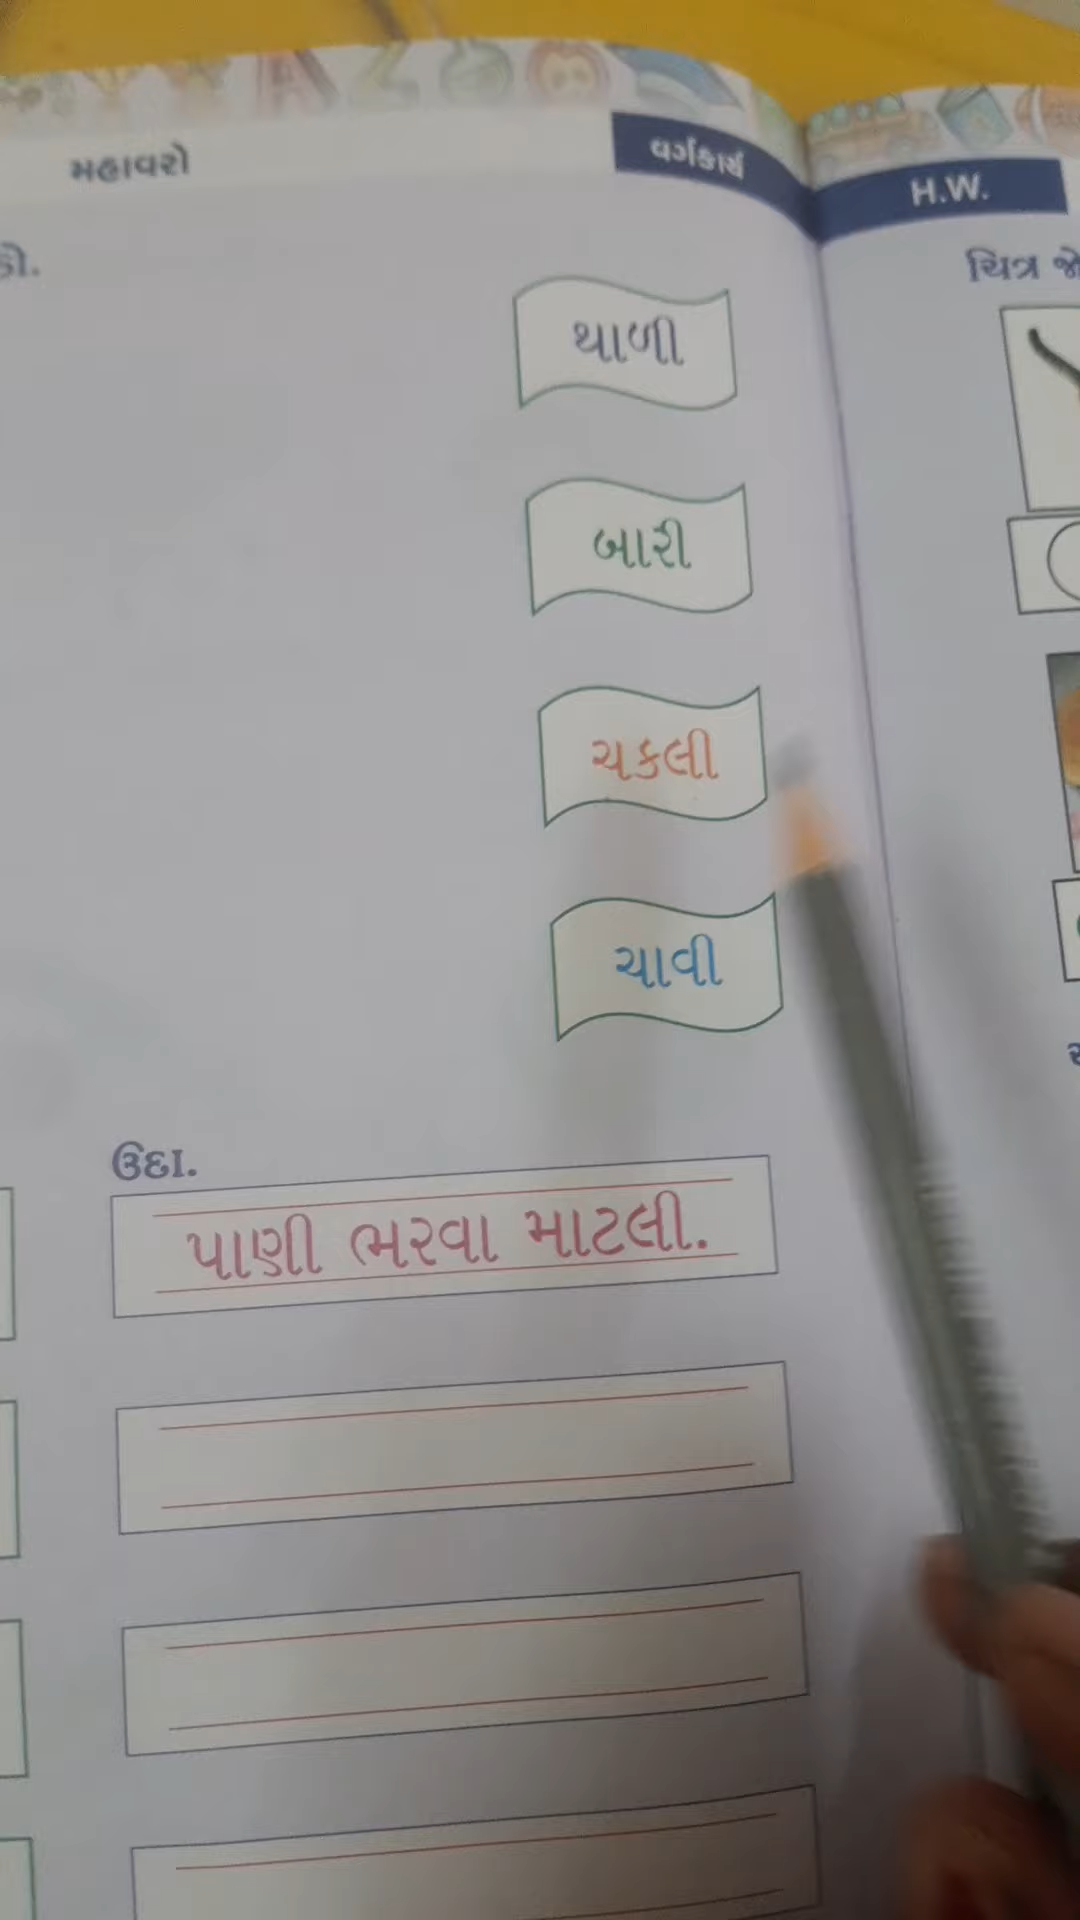 મહાવરો
વર્ગકાર્ય
H.W.
ચિત્ર
થાળી
બારી
ચકલી
ચાવી
ઉદા.
પાણી ભરવા માટલી.